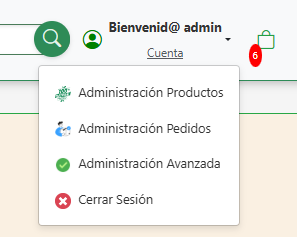 Bienvenid@ admin
Cuenta
6
Administración Productos
Administración Pedidos
Administración Avanzada
Cerrar Sesión